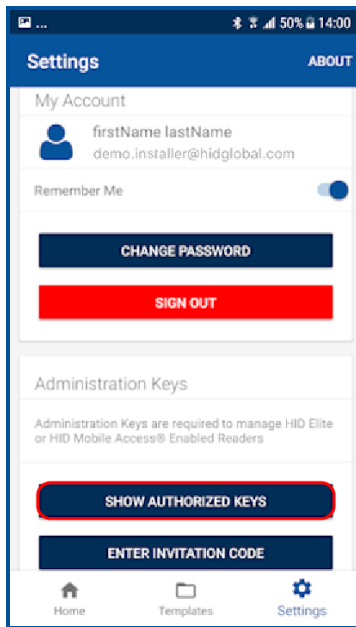 ... 50% 14:00
Settings ABOUT
My Account
firstName lastName
demo.installer@hidglobal.com
Remember Me
CHANGE PASSWORD
SIGN OUT
Administration Keys
Administration Keys are required to manage HID Elite
or HID Mobile Access® Enabled Readers
SHOW AUTHORIZED KEYS
ENTER INVITATION CODE
Home Templates Settings